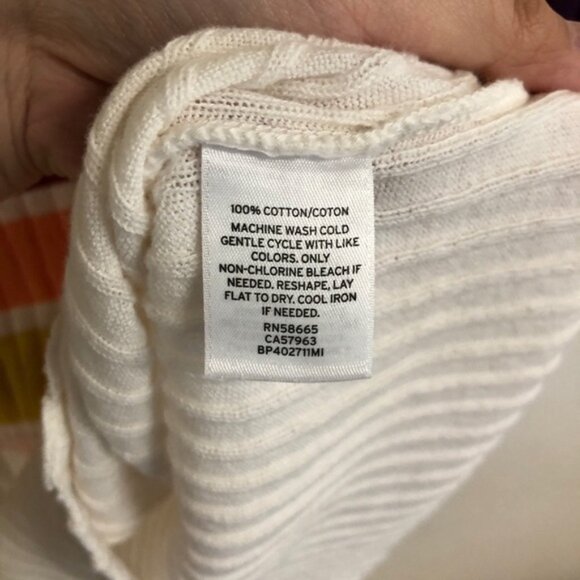 100% COTTON/COTON
MACHINE WASH COLD
GENTLE CYCLE WITH LIKE
COLORS. ONLY
NON-CHLORINE BLEACH IF
NEEDED. RESHAPE, LAY
FLAT TO DRY. COOL IRON
IF NEEDED.
RN58665
CA57963
BP402711MI